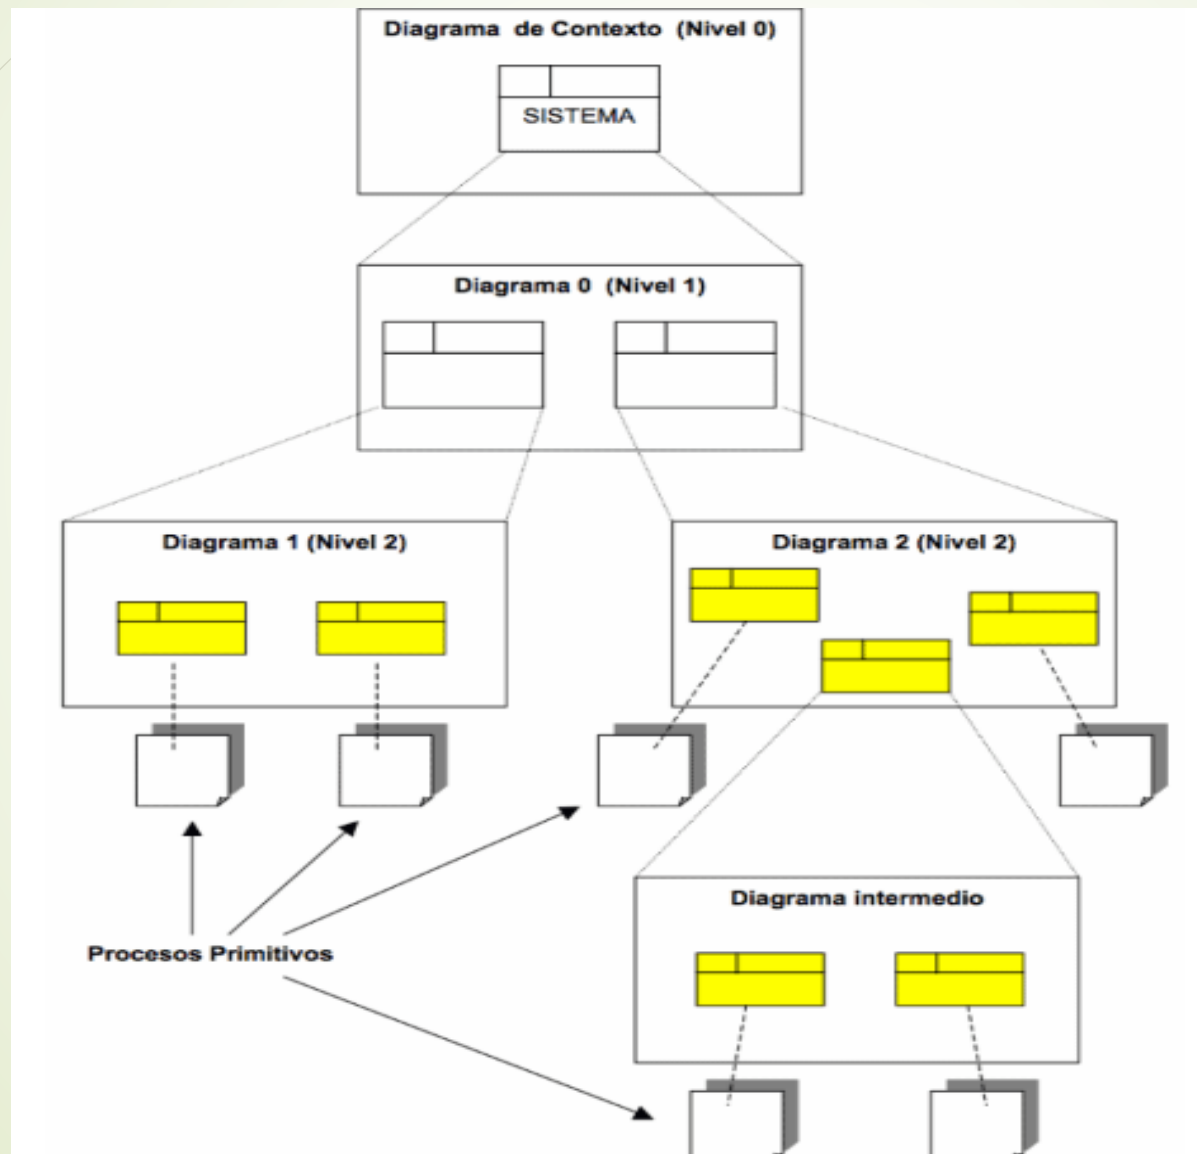 Diagrama de Contexto (Nivel 0)
SISTEMA
Diagrama 0 (Nivel 1)
Diagrama 1 (Nivel 2)
Diagrama 2 (Nivel 2)
Diagrama intermedio
Procesos Primitivos